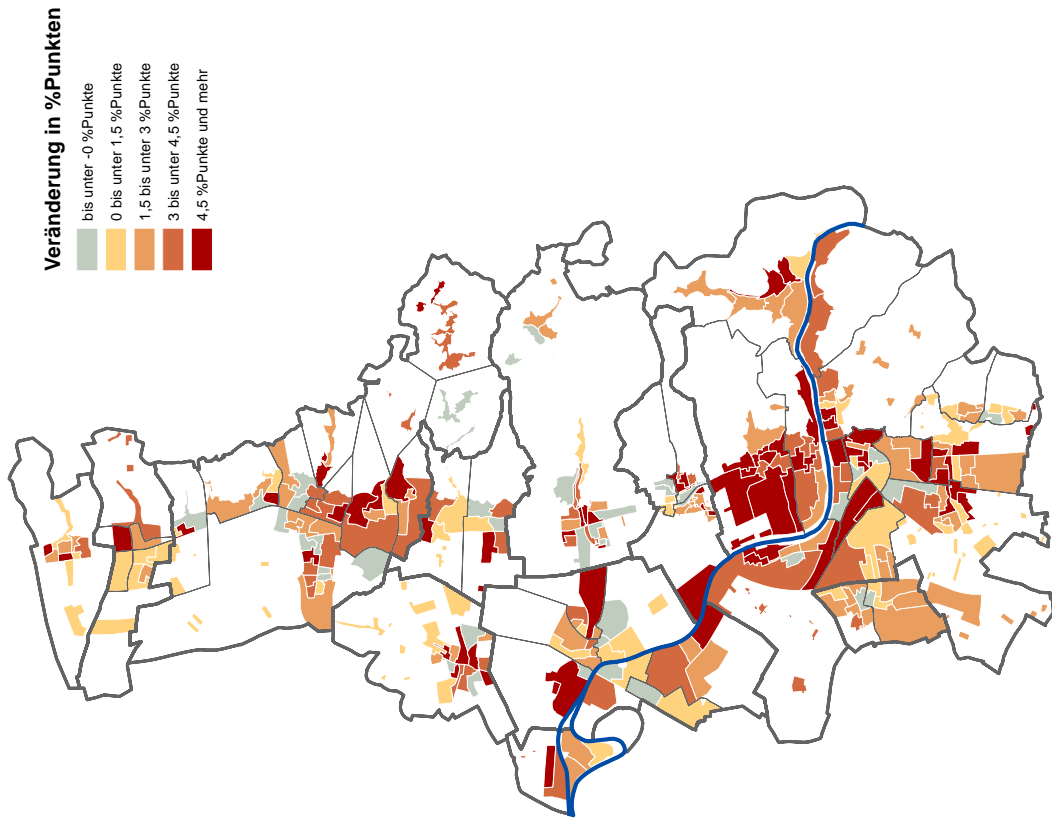 Veränderung in %Punkten
bis unter -0 %Punkte
0 bis unter 1,5 %Punkte
1,5 bis unter 3 %Punkte
3 bis unter 4,5 %Punkte
4,5 %Punkte und mehr